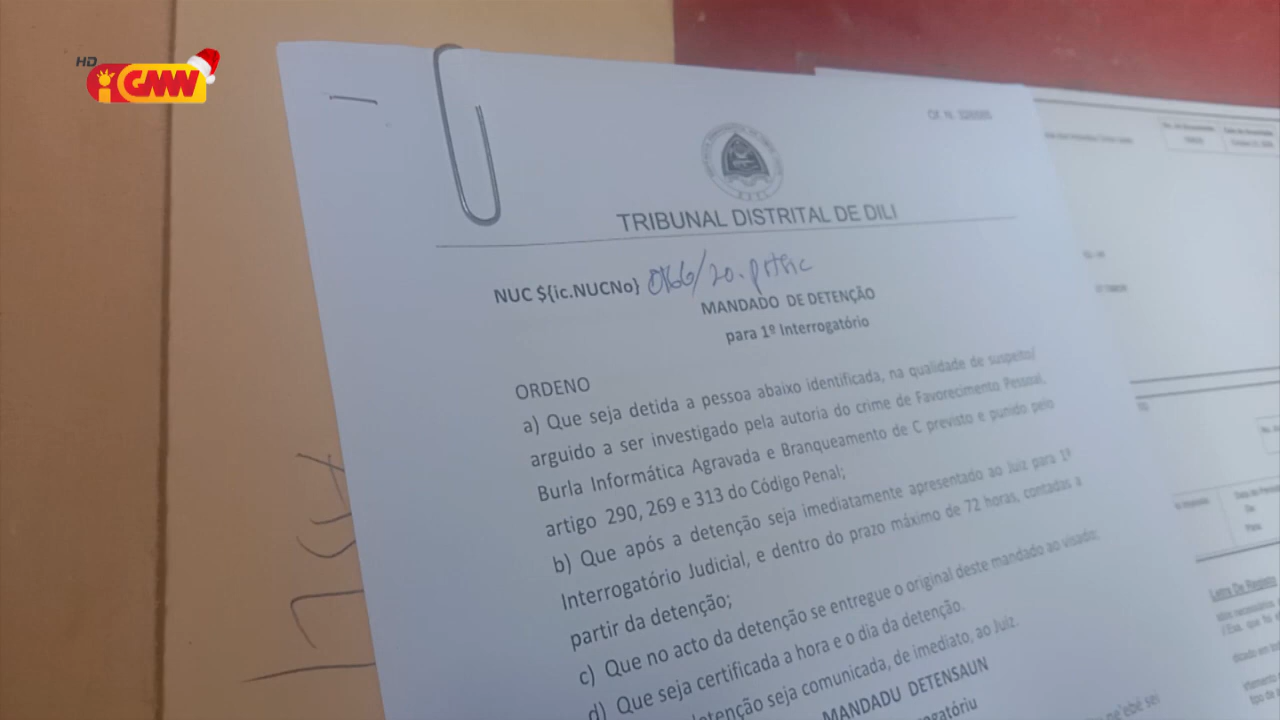 HD
GMN
TRIBUNAL DISTRITAL DE DILI
NUC ${ic.NUCNo} 0166/20.
MANDADO DE DETENÇÃO
para 1º Interrogatório
ORDENO
a) Que seja detida a pessoa abaixo identificada, na qualidade de suspeito/
arguido a ser investigado pela autoria do crime de Favorecimento Pessoal,
Burla Informática Agravada e Branqueamento de C previsto e punido pelo
artigo 290, 269 e 313 do Código Penal;
b) Que após a detenção seja imediatamente apresentado ao Juiz para 1º
Interrogatório Judicial, e dentro do prazo máximo de 72 horas, contados a
partir da detenção;
c) Que no acto da detenção se entregue o original deste mandado ao visado;
d) Que seja certificada a hora e o dia da detenção.
detenção seja comunicada, de imediato, ao Juiz.
MANDADU DETENSAUN